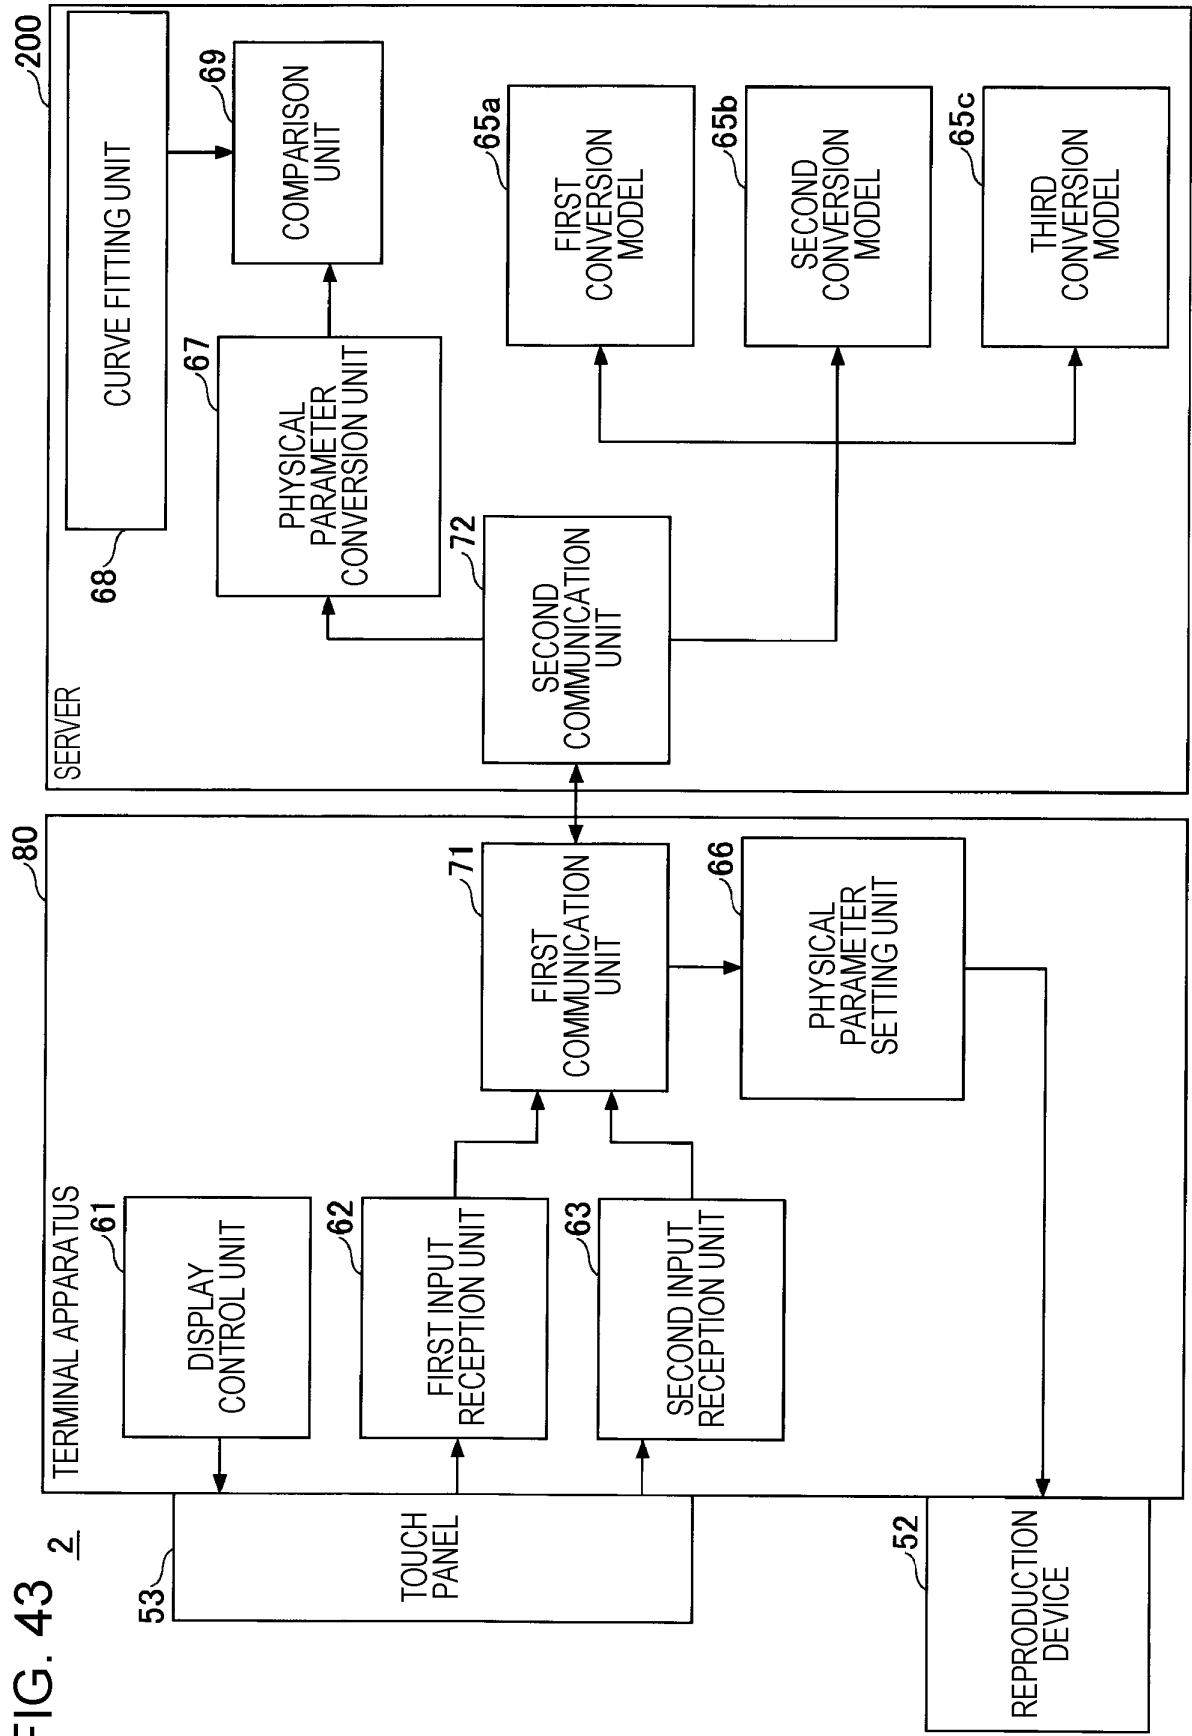 FIG. 43
2
53
TOUCH
PANEL
52
REPRODUCTION
DEVICE
80
TERMINAL APPARATUS
61
DISPLAY
CONTROL UNIT
62
FIRST INPUT
RECEPTION UNIT
63
SECOND INPUT
RECEPTION UNIT
71
FIRST
COMMUNICATION
UNIT
66
PHYSICAL
PARAMETER
SETTING UNIT
200
SERVER
68
CURVE FITTING UNIT
67
PHYSICAL
PARAMETER
CONVERSION UNIT
69
COMPARISON
UNIT
72
SECOND
COMMUNICATION
UNIT
65a
FIRST
CONVERSION
MODEL
65b
SECOND
CONVERSION
MODEL
65c
THIRD
CONVERSION
MODEL